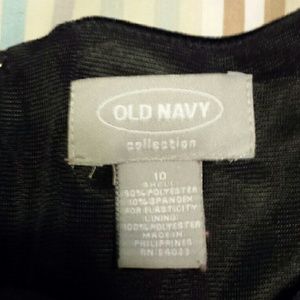 OLD NAVY
collection
10
SHELL:
90% POLYESTER
10% SPANDEX
FOR ELASTICITY
LINING:
100% POLYESTER
MADE IN
PHILIPPINES
RN 54023